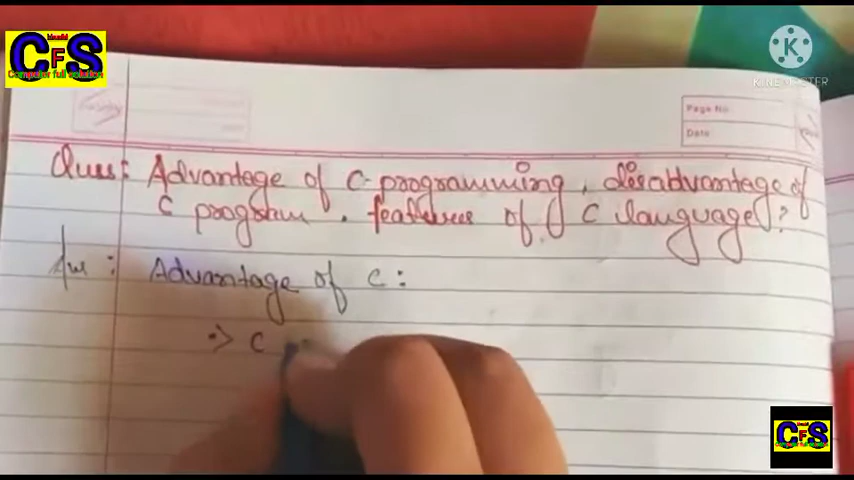 CFS
Computer full solution
K
KINEMASTER
Page No.
Date
Ques: Advantage of C programming, disadvantage of
C program, features of C language?
Ans: Advantage of C:
=> C
CFS